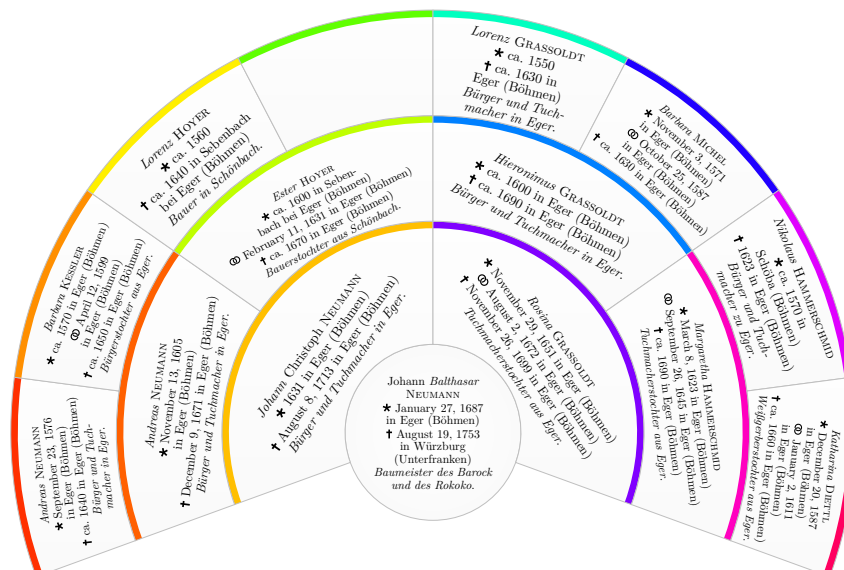 Lorenz GRASSOLDT
* ca. 1550
† ca. 1630 in
Eger (Böhmen)
Bürger und Tuch-
macher in Eger.
Lorenz HOYER
* ca. 1560
† ca. 1640 in Sebenbach
bei Eger (Böhmen)
Bauer in Schönbach.
Barbara MICHEL
* November 3, 1571
in Eger (Böhmen)
⚭ October 25, 1587
in Eger (Böhmen)
† ca. 1630 in Eger (Böhmen)
Ester HOYER
* ca. 1600 in Seben-
bach bei Eger (Böhmen)
⚭ February 11, 1631 in Eger (Böhmen)
† ca. 1670 in Eger (Böhmen)
Bauerstochter aus Schönbach.
Hieronimus GRASSOLDT
* ca. 1600 in Eger (Böhmen)
† ca. 1690 in Eger (Böhmen)
Bürger und Tuchmacher in Eger.
Barbara KESSLER
* ca. 1570 in Eger (Böhmen)
⚭ April 12, 1599
in Eger (Böhmen)
† ca. 1650 in Eger (Böhmen)
Bürgerstochter aus Eger.
Nikolaus HAMMERSCHMID
* ca. 1570 in
Schöba (Böhmen)
† 1623 in Eger (Böhmen)
Bürger und Tuch-
macher zu Eger.
Johann Christoph NEUMANN
* 1631 in Eger (Böhmen)
† August 8, 1713 in Eger (Böhmen)
Bürger und Tuchmacher in Eger.
Rosina GRASSOLDT
* November 29, 1651 in Eger (Böhmen)
⚭ August 2, 1672 in Eger (Böhmen)
† November 26, 1699 in Eger (Böhmen)
Tuchmacherstochter aus Eger.
Andreas NEUMANN
* November 13, 1605
in Eger (Böhmen)
† December 9, 1671 in Eger (Böhmen)
Bürger und Tuchmacher in Eger.
Margaretha HAMMERSCHMID
* March 8, 1623 in Eger (Böhmen)
⚭ September 26, 1645 in Eger (Böhmen)
† ca. 1690 in Eger (Böhmen)
Tuchmacherstochter aus Eger.
Andreas NEUMANN
* September 23, 1576
in Eger (Böhmen)
† ca. 1640 in Eger (Böhmen)
Bürger und Tuch-
macher in Eger.
Katharina DIETTL
* December 20, 1587
in Eger (Böhmen)
⚭ January 2, 1611
in Eger (Böhmen)
† ca. 1660 in Eger (Böhmen)
Weißgerberstochter aus Eger.
Johann Balthasar
NEUMANN
* January 27, 1687
in Eger (Böhmen)
† August 19, 1753
in Würzburg
(Unterfranken)
Baumeister des Barock
und des Rokoko.